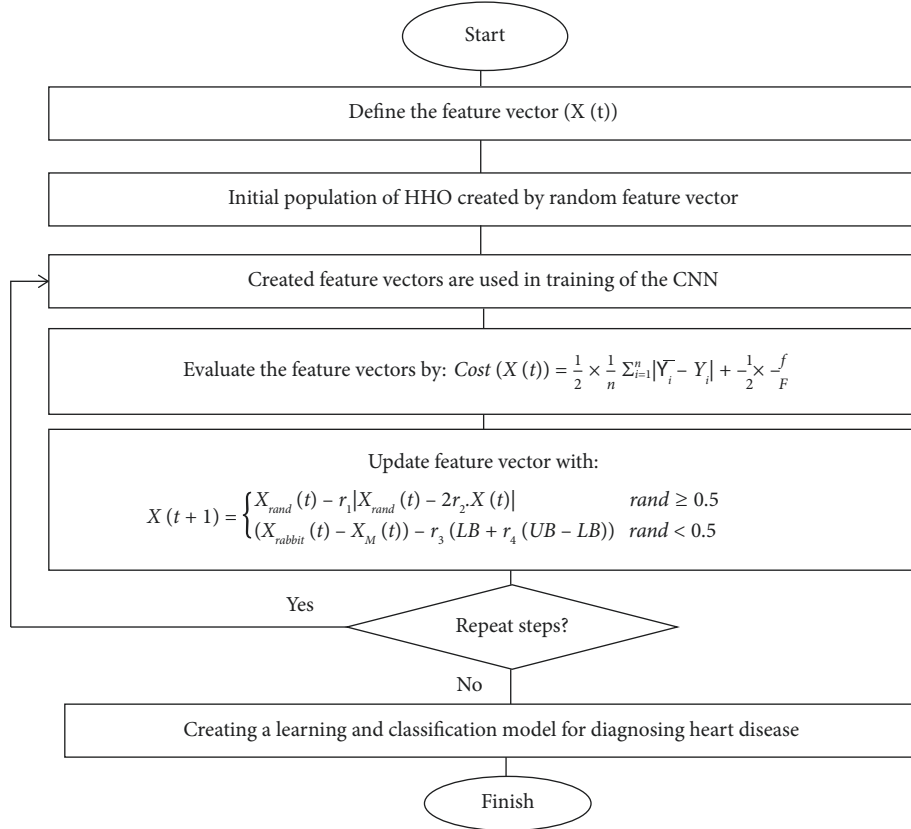 Start
Define the feature vector (X (t))
Initial population of HHO created by random feature vector
Created feature vectors are used in training of the CNN
Evaluate the feature vectors by: Cost (X (t)) = 1/2 × 1/n Σⁿᵢ₌₁|Y̅ᵢ – Yᵢ| + –1/2 × –f/F
Update feature vector with:
X (t + 1) = { X_rand (t) – r₁|X_rand (t) – 2r₂.X (t)| rand ≥ 0.5
(X_rabbit (t) – X_M (t)) – r₃ (LB + r₄ (UB – LB)) rand < 0.5
Yes
Repeat steps?
No
Creating a learning and classification model for diagnosing heart disease
Finish